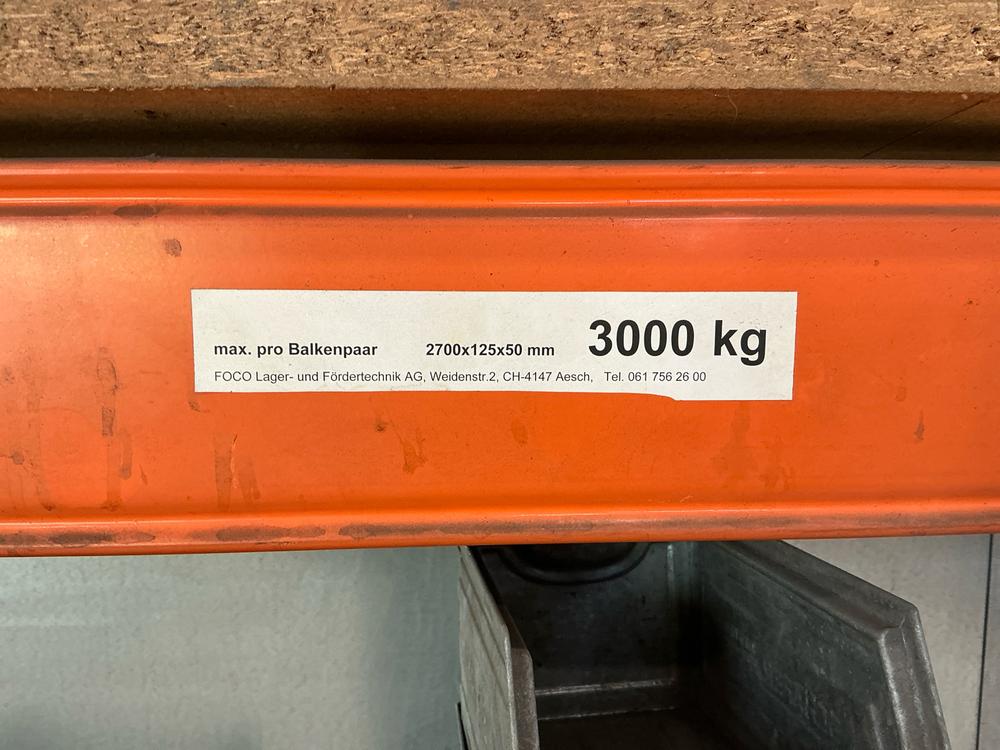 max. pro Balkenpaar 2700x125x50 mm 3000 kg
FOCO Lager- und Fördertechnik AG, Weidenstr.2, CH-4147 Aesch, Tel. 061 756 26 00